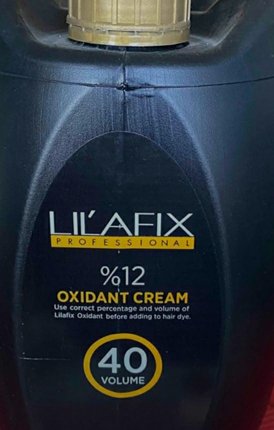 LIL'AFIX
PROFESSIONAL
%12
OXIDANT CREAM
Use correct percentage and volume of
Lilafix Oxidant before adding to hair dye.
40
VOLUME